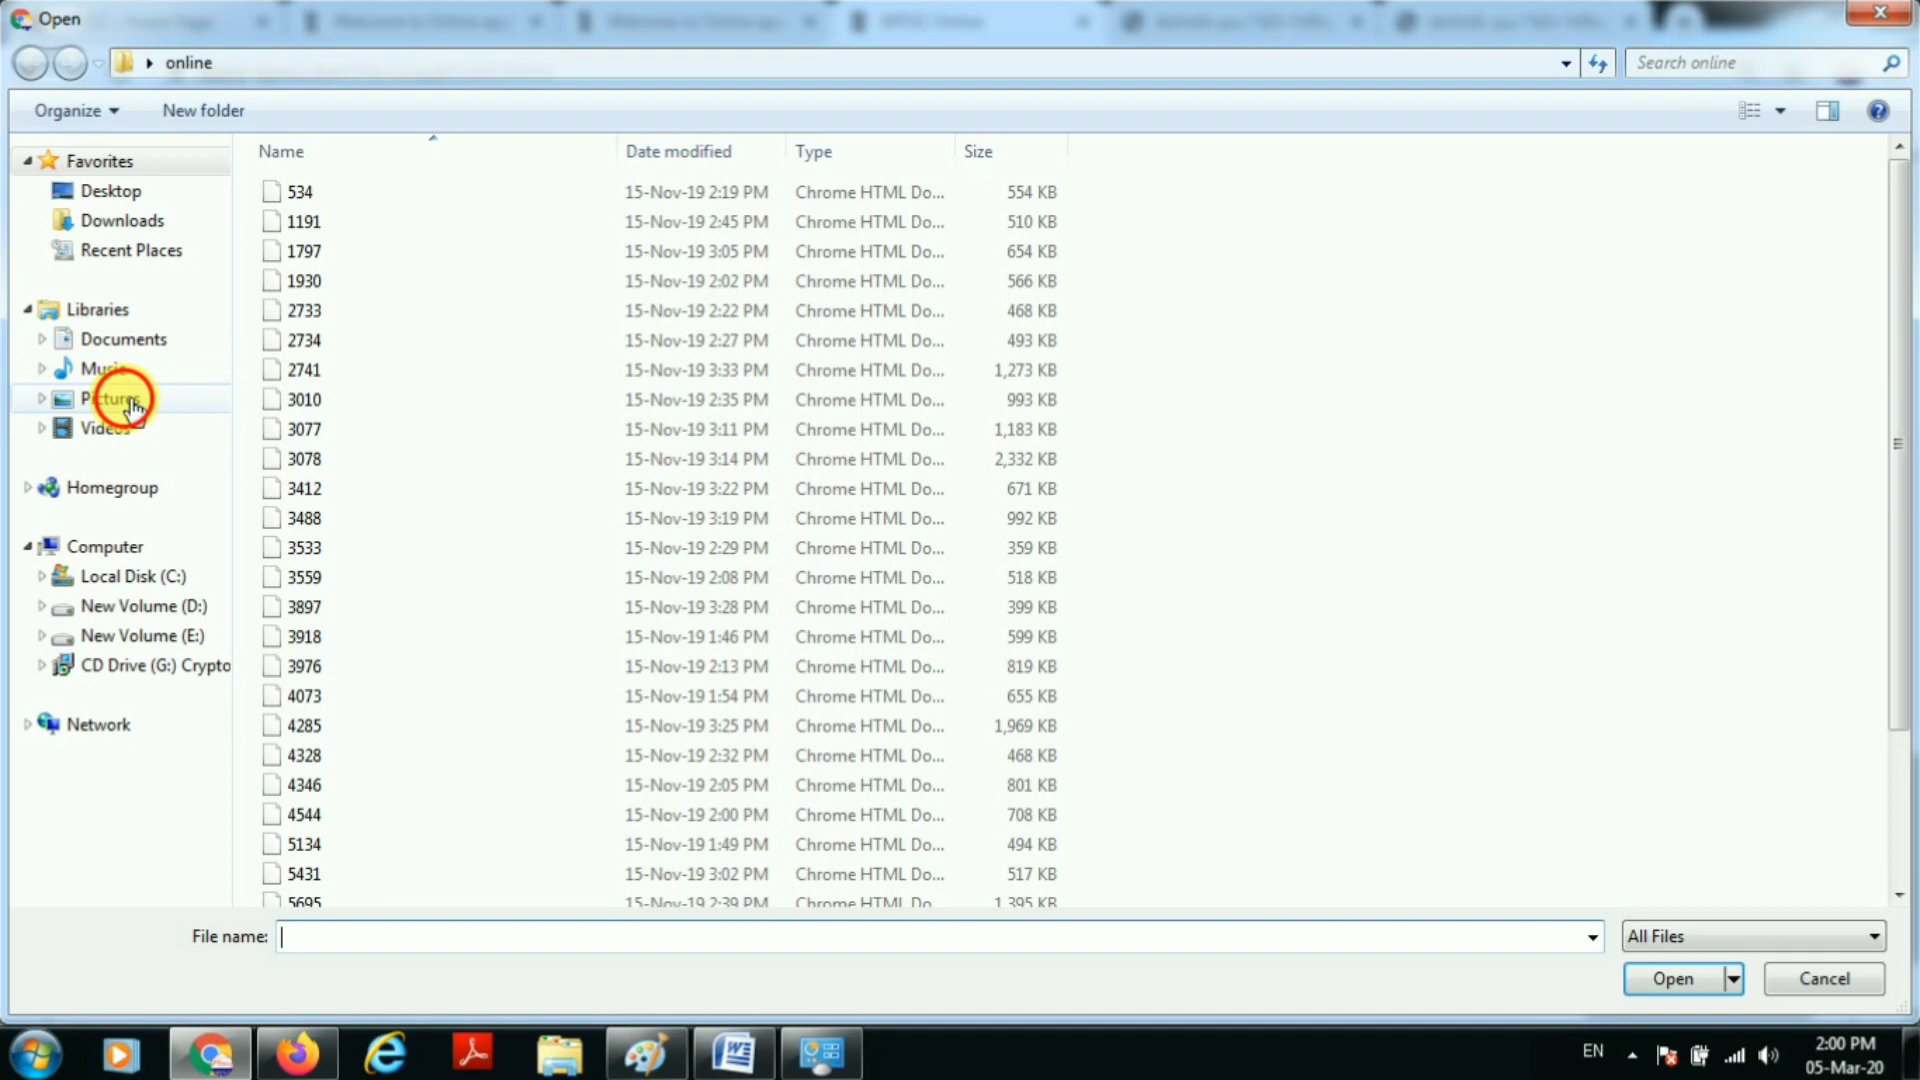 Open
online
Search online
Organize
New folder
Name Date modified Type Size
Favorites
Desktop
Downloads
Recent Places
Libraries
Documents
Music
Pictures
Videos
Homegroup
Computer
Local Disk (C:)
New Volume (D:)
New Volume (E:)
CD Drive (G:) Crypto
Network
534 15-Nov-19 2:19 PM Chrome HTML Do... 554 KB
1191 15-Nov-19 2:45 PM Chrome HTML Do... 510 KB
1797 15-Nov-19 3:05 PM Chrome HTML Do... 654 KB
1930 15-Nov-19 2:02 PM Chrome HTML Do... 566 KB
2733 15-Nov-19 2:22 PM Chrome HTML Do... 468 KB
2734 15-Nov-19 2:27 PM Chrome HTML Do... 493 KB
2741 15-Nov-19 3:33 PM Chrome HTML Do... 1,273 KB
3010 15-Nov-19 2:35 PM Chrome HTML Do... 993 KB
3077 15-Nov-19 3:11 PM Chrome HTML Do... 1,183 KB
3078 15-Nov-19 3:14 PM Chrome HTML Do... 2,332 KB
3412 15-Nov-19 3:22 PM Chrome HTML Do... 671 KB
3488 15-Nov-19 3:19 PM Chrome HTML Do... 992 KB
3533 15-Nov-19 2:29 PM Chrome HTML Do... 359 KB
3559 15-Nov-19 2:08 PM Chrome HTML Do... 518 KB
3897 15-Nov-19 3:28 PM Chrome HTML Do... 399 KB
3918 15-Nov-19 1:46 PM Chrome HTML Do... 599 KB
3976 15-Nov-19 2:13 PM Chrome HTML Do... 819 KB
4073 15-Nov-19 1:54 PM Chrome HTML Do... 655 KB
4285 15-Nov-19 3:25 PM Chrome HTML Do... 1,969 KB
4328 15-Nov-19 2:32 PM Chrome HTML Do... 468 KB
4346 15-Nov-19 2:05 PM Chrome HTML Do... 801 KB
4544 15-Nov-19 2:00 PM Chrome HTML Do... 708 KB
5134 15-Nov-19 1:49 PM Chrome HTML Do... 494 KB
5431 15-Nov-19 3:02 PM Chrome HTML Do... 517 KB
5695 15-Nov-19 2:39 PM Chrome HTML Do 1,395 KB
File name:
All Files
Open
Cancel
EN
2:00 PM
05-Mar-20